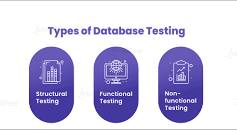 Types of Database Testing
Structural
Testing
Functional
Testing
Non-
functional
Testing